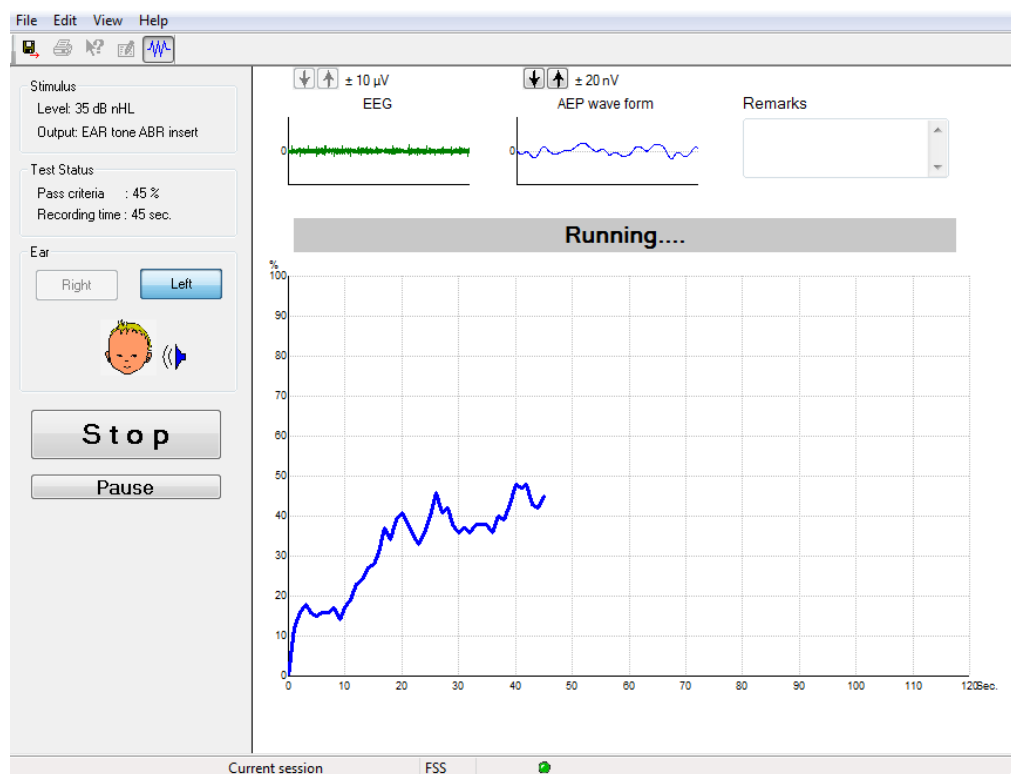 File Edit View Help
Stimulus
Level: 35 dB nHL
Output: EAR tone ABR insert
Test Status
Pass criteria : 45 %
Recording time : 45 sec.
Ear
Right Left
Stop
Pause
± 10 µV
EEG
0
± 20 nV
AEP wave form
0
Remarks
Running....
%
100
90
80
70
60
50
40
30
20
10
0
0 10 20 30 40 50 60 70 80 90 100 110 120Sec.
Current session FSS